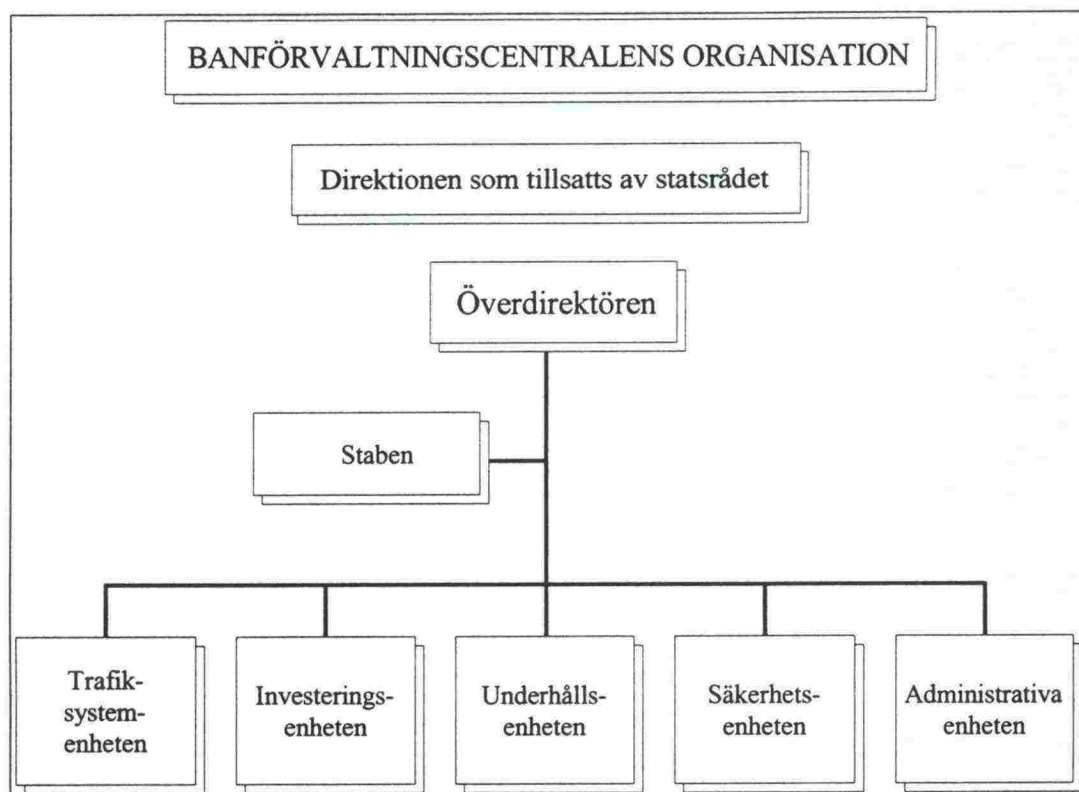 BANFÖRVALTNINGSCENTRALENS ORGANISATION
Direktionen som tillsatts av statsrådet
Överdirektören
Staben
Trafik-
system-
enheten
Investerings-
enheten
Underhålls-
enheten
Säkerhets-
enheten
Administrativa
enheten